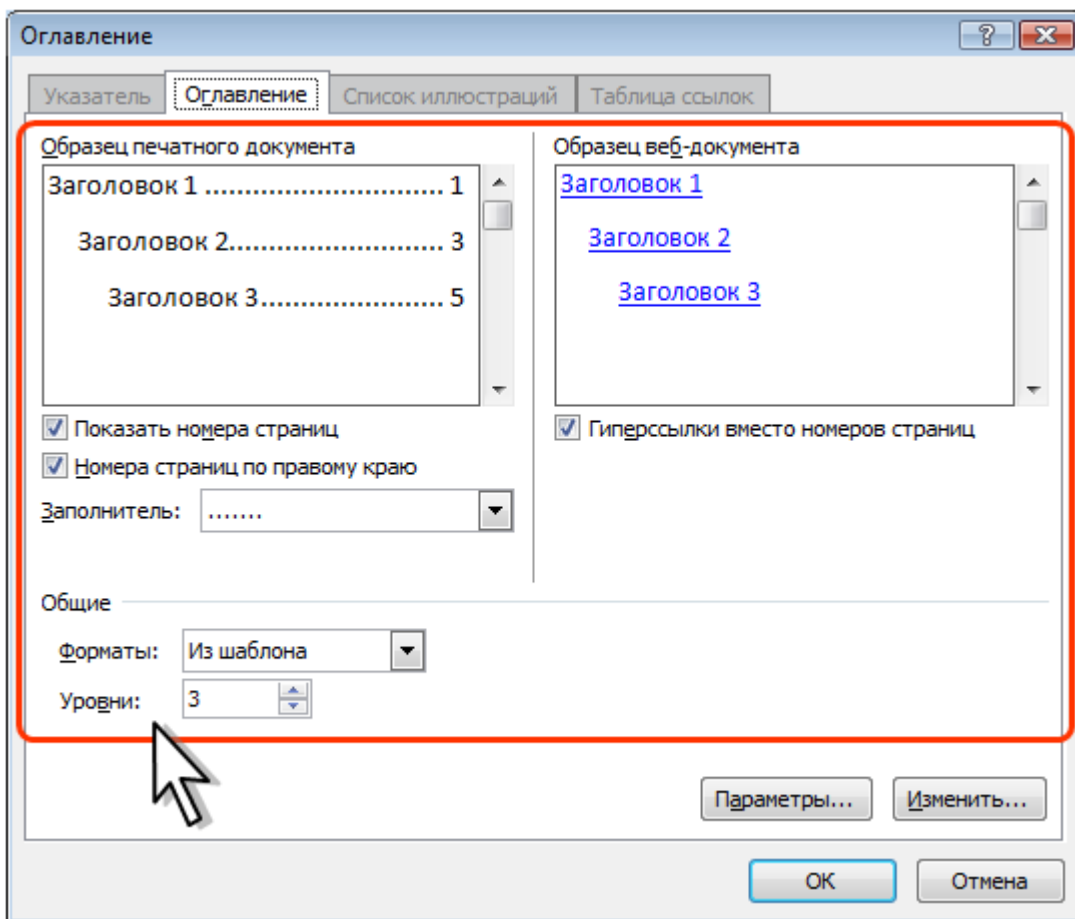 Оглавление
Указатель Оглавление Список иллюстраций Таблица ссылок
Образец печатного документа
Заголовок 1 ............................. 1
Заголовок 2.......................... 3
Заголовок 3...................... 5
Образец веб-документа
Заголовок 1
Заголовок 2
Заголовок 3
Показать номера страниц
Номера страниц по правому краю
Заполнитель: .......
Гиперссылки вместо номеров страниц
Общие
Форматы: Из шаблона
Уровни: 3
Параметры... Изменить...
ОК Отмена